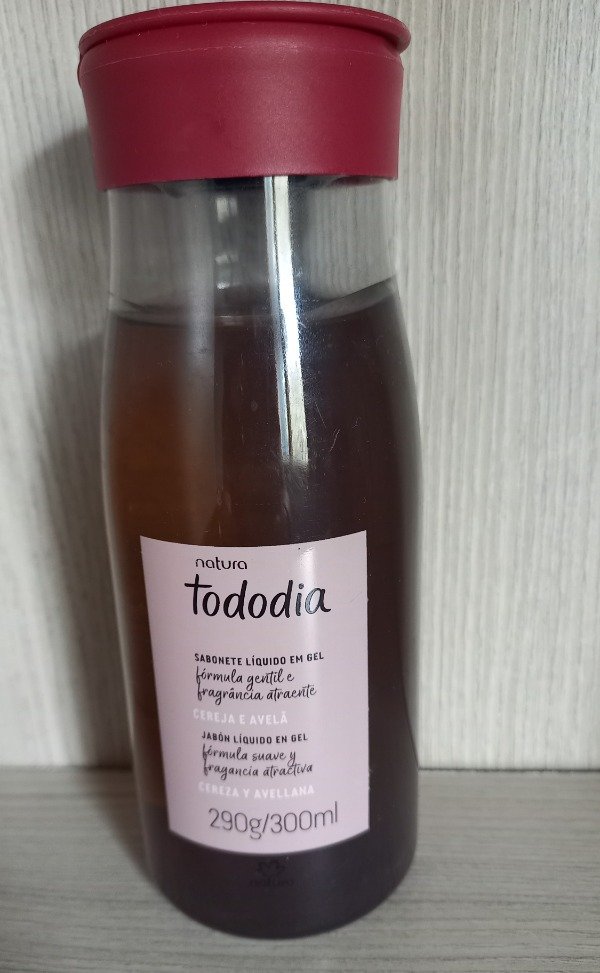 natura
tododia
SABONETE LÍQUIDO EM GEL
fórmula gentil e
fragrância atraente
CEREJA E AVELÃ
JABÓN LÍQUIDO EN GEL
fórmula suave y
fragancia atractiva
CEREZA Y AVELLANA
290g/300ml
natura